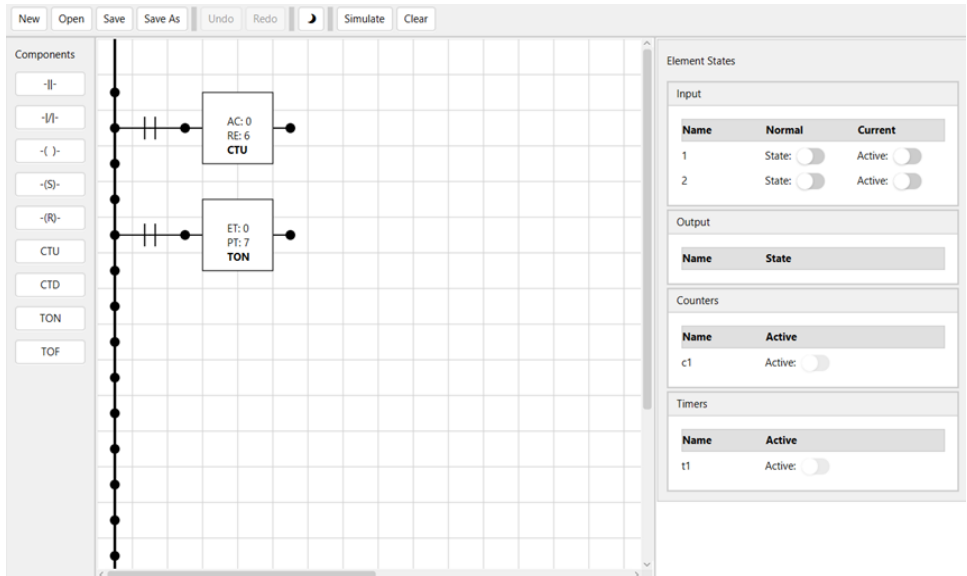 New Open Save Save As Undo Redo Simulate Clear
Components
-||-
-|/|-
-( )-
-(S)-
-(R)-
CTU
CTD
TON
TOF
AC: 0
RE: 6
CTU
ET: 0
PT: 7
TON
Element States
Input
Name Normal Current
1 State: Active:
2 State: Active:
Output
Name State
Counters
Name Active
c1 Active:
Timers
Name Active
t1 Active: